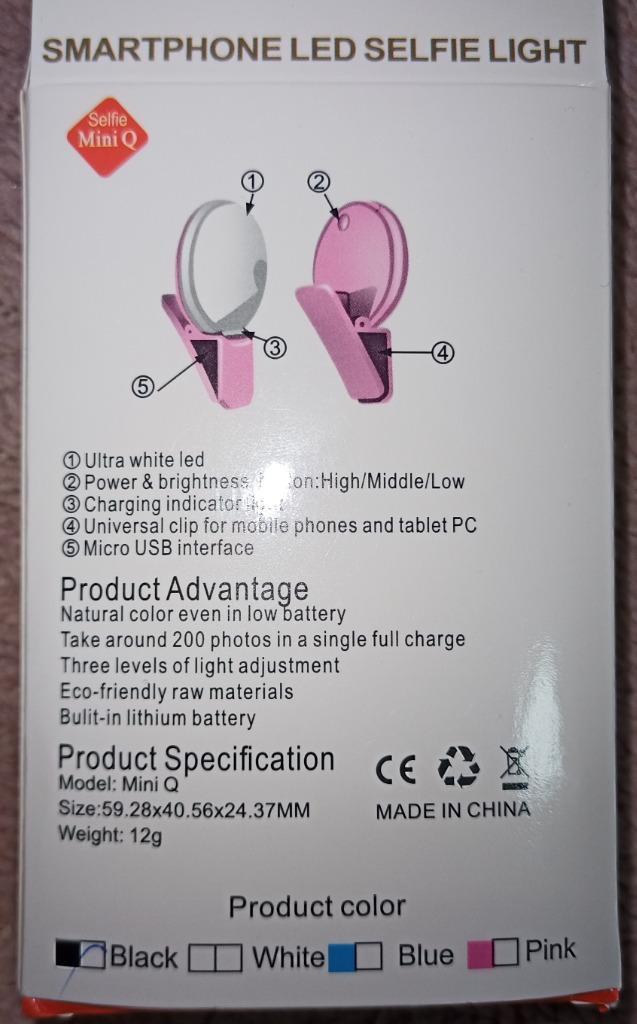 SMARTPHONE LED SELFIE LIGHT
Selfie
Mini Q
① ②
③
④
⑤
① Ultra white led
② Power & brightness :High/Middle/Low
③ Charging indicator
④ Universal clip for mobile phones and tablet PC
⑤ Micro USB interface
Product Advantage
Natural color even in low battery
Take around 200 photos in a single full charge
Three levels of light adjustment
Eco-friendly raw materials
Bulit-in lithium battery
Product Specification
Model: Mini Q
Size:59.28x40.56x24.37MM
Weight: 12g
CE
MADE IN CHINA
Product color
Black White Blue Pink